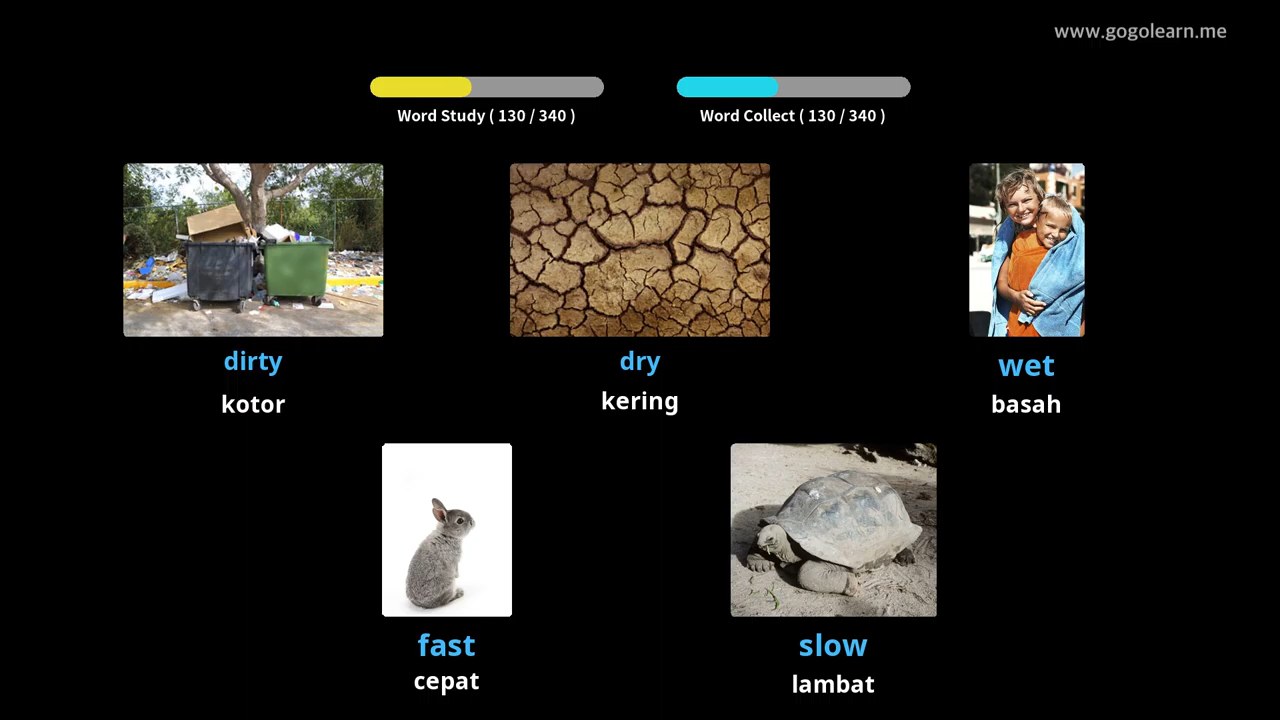 www.gogolearn.me
Word Study ( 130 / 340 )
Word Collect ( 130 / 340 )
dirty
kotor
dry
kering
wet
basah
fast
cepat
slow
lambat